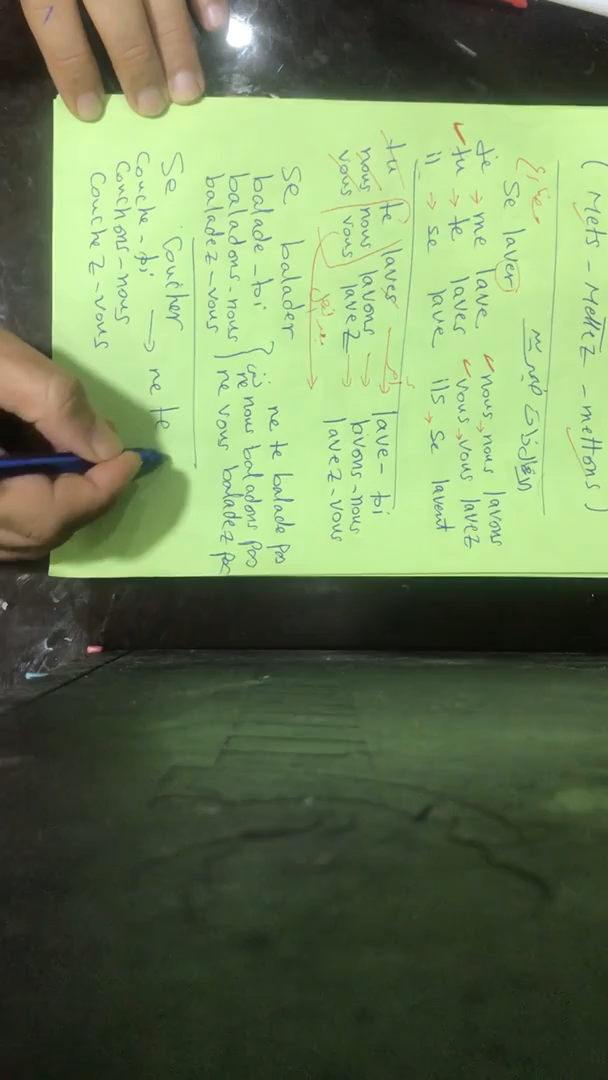 ( Mets - Mettez - mettons )
Se laver
Je → me lave nous → nous lavons
tu → te laves vous → vous lavez
il → se lave ils → se lavent
tu te laves → lave-toi
nous nous lavons → lavons-nous
vous vous lavez → lavez-vous
Se balader
balade-toi ne te balade pas
baladons-nous ne nous baladons pas
baladez-vous ne vous baladez pas
Se coucher
Couche-toi → ne te
Couchons-nous
Couchez-vous